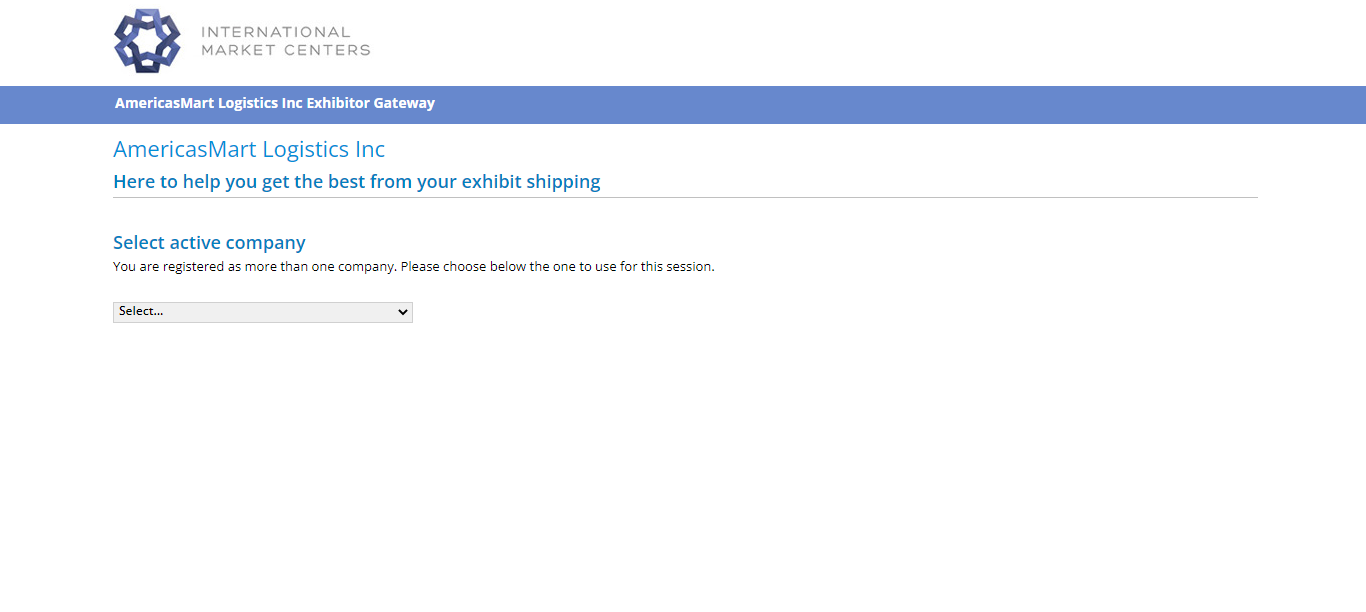 INTERNATIONAL
MARKET CENTERS
AmericasMart Logistics Inc Exhibitor Gateway
AmericasMart Logistics Inc
Here to help you get the best from your exhibit shipping
Select active company
You are registered as more than one company. Please choose below the one to use for this session.
Select...